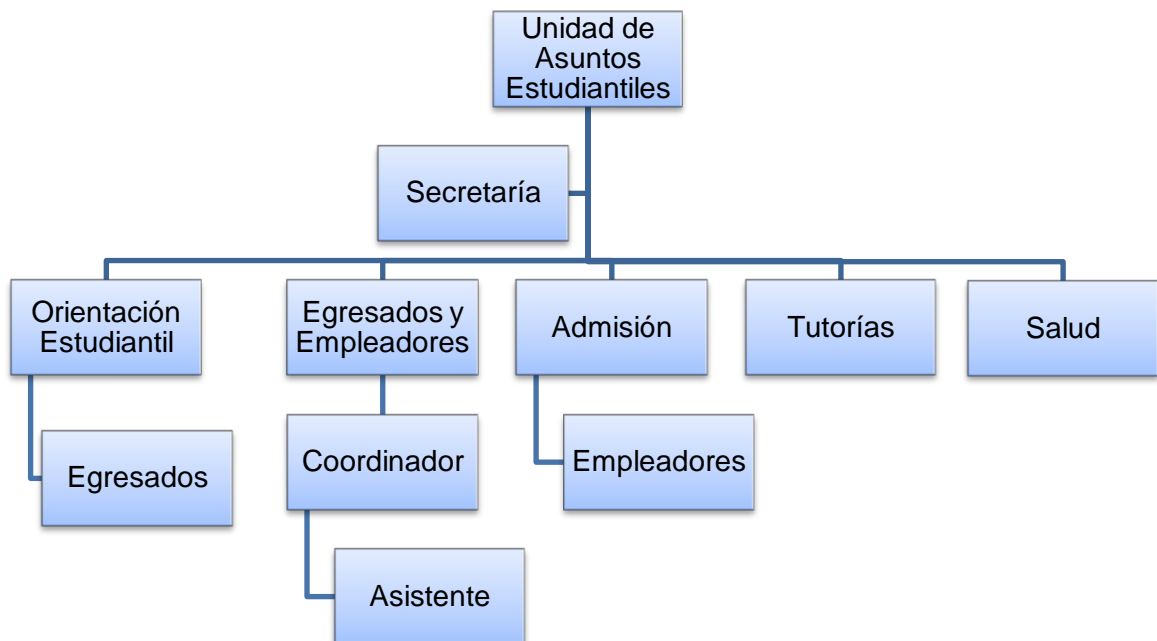 Unidad de
Asuntos
Estudiantiles
Secretaría
Orientación
Estudiantil
Egresados y
Empleadores
Admisión
Tutorías
Salud
Egresados
Coordinador
Empleadores
Asistente